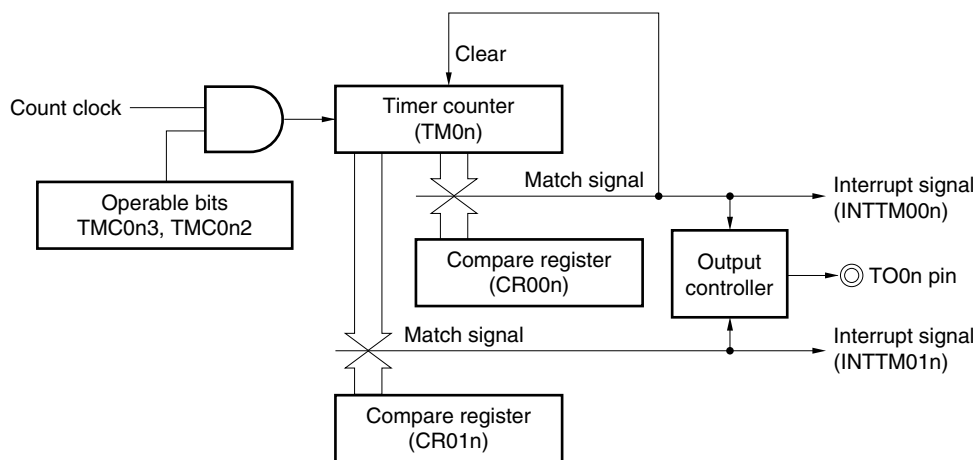 Clear
Count clock
Timer counter
(TM0n)
Operable bits
TMC0n3, TMC0n2
Match signal
Interrupt signal
(INTTM00n)
Compare register
(CR00n)
Output
controller
TO0n pin
Match signal
Interrupt signal
(INTTM01n)
Compare register
(CR01n)